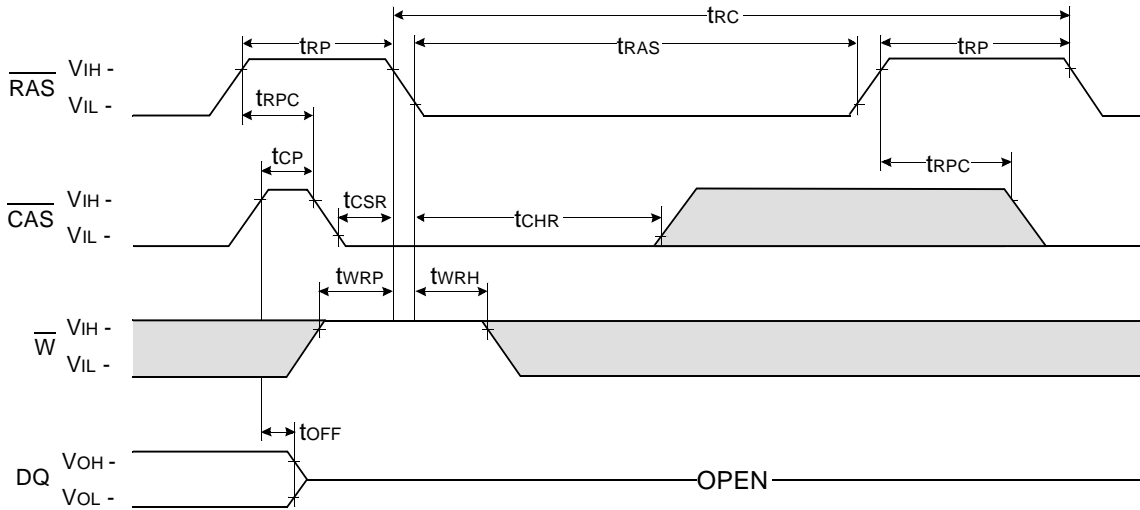 tRC
tRP
tRAS
tRP
RAS
VIH -
VIL -
tRPC
tCP
tRPC
CAS
VIH -
VIL -
tCSR
tCHR
tWRP
tWRH
W
VIH -
VIL -
tOFF
DQ
VOH -
VOL -
OPEN